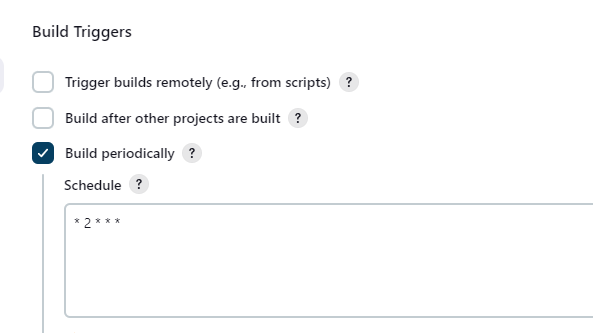 Build Triggers
Trigger builds remotely (e.g., from scripts) ?
Build after other projects are built ?
Build periodically ?
Schedule ?
* 2 * * *